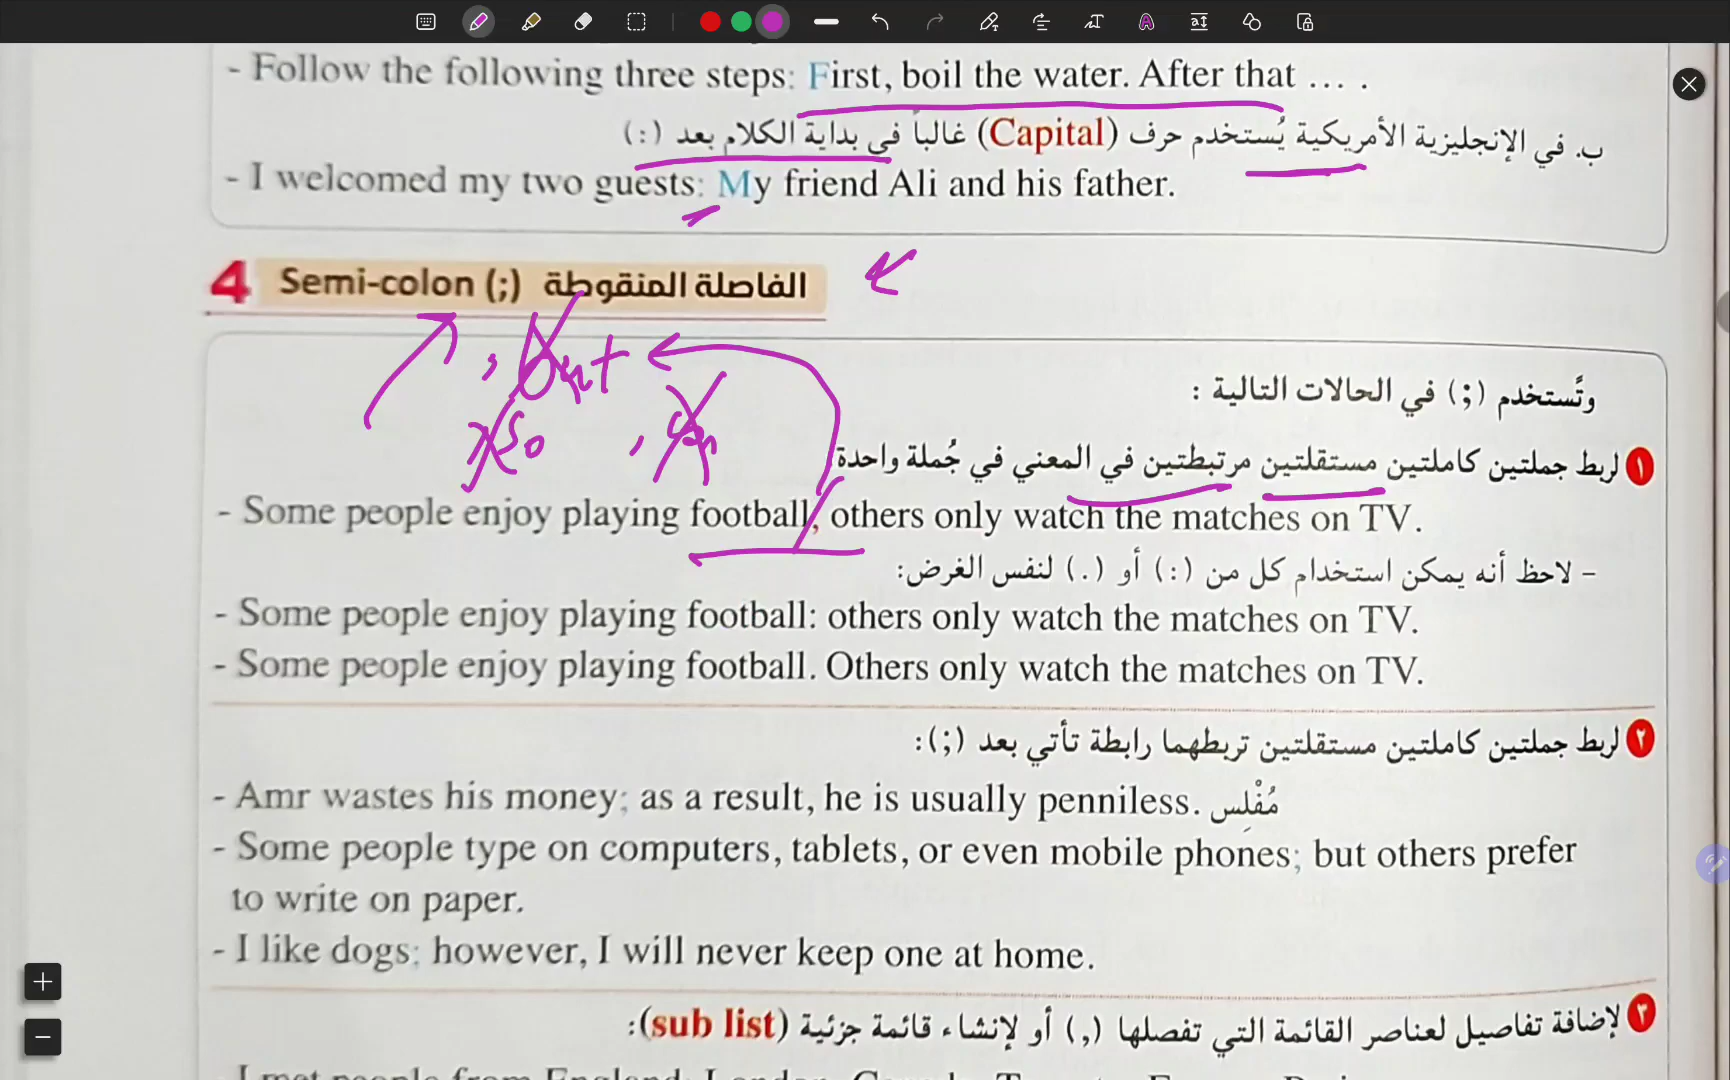 - Follow the following three steps: First, boil the water. After that ... .
ب. في الإنجليزية الأمريكية يُستخدم حرف (Capital) غالباً في بداية الكلام بعد (:)
- I welcomed my two guests: My friend Ali and his father.
4 Semi-colon (;) الفاصلة المنقوطة
, but
وتُستخدم (;) في الحالات التالية :
so
١ لربط جملتين كاملتين مستقلتين مرتبطتين في المعني في جُملة واحدة
- Some people enjoy playing football, others only watch the matches on TV.
- لاحظ أنه يمكن استخدام كل من (:) أو (.) لنفس الغرض:
- Some people enjoy playing football: others only watch the matches on TV.
- Some people enjoy playing football. Others only watch the matches on TV.
٢ لربط جملتين كاملتين مستقلتين تربطهما رابطة تأتي بعد (;):
- Amr wastes his money; as a result, he is usually penniless. مُفْلِس
- Some people type on computers, tablets, or even mobile phones; but others prefer
to write on paper.
- I like dogs; however, I will never keep one at home.
٣ لإضافة تفاصيل لعناصر القائمة التي تفصلها (,) أو لإنشاء قائمة جزئية (sub list):
- I met people from England: London,